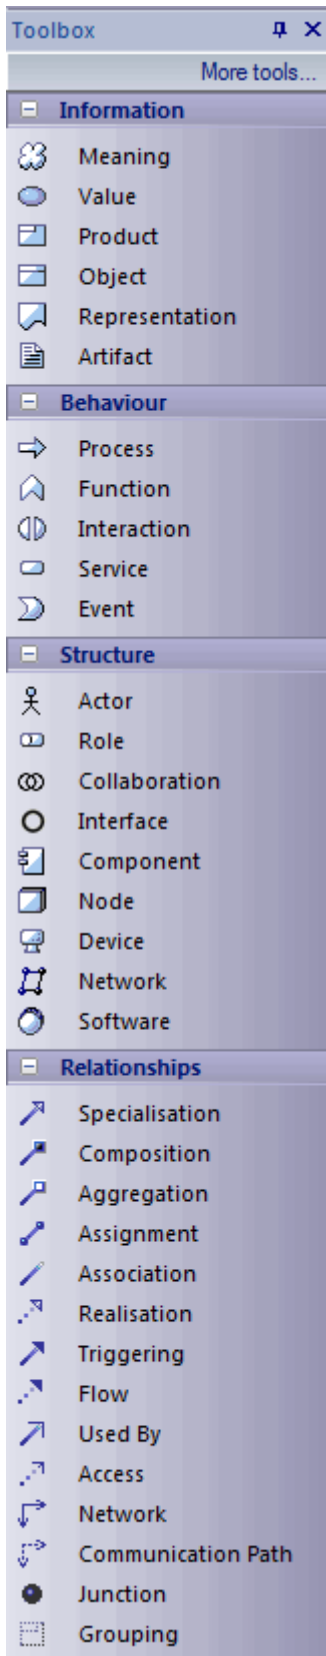 Toolbox
More tools...
Information
Meaning
Value
Product
Object
Representation
Artifact
Behaviour
Process
Function
Interaction
Service
Event
Structure
Actor
Role
Collaboration
Interface
Component
Node
Device
Network
Software
Relationships
Specialisation
Composition
Aggregation
Assignment
Association
Realisation
Triggering
Flow
Used By
Access
Network
Communication Path
Junction
Grouping